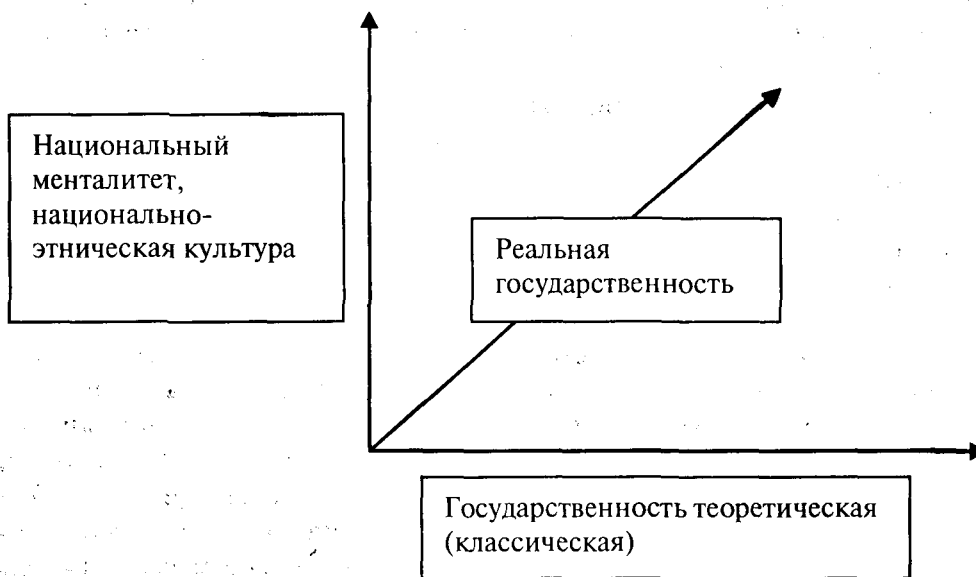 Национальный
менталитет,
национально-
этническая культура
Реальная
государственность
Государственность теоретическая
(классическая)